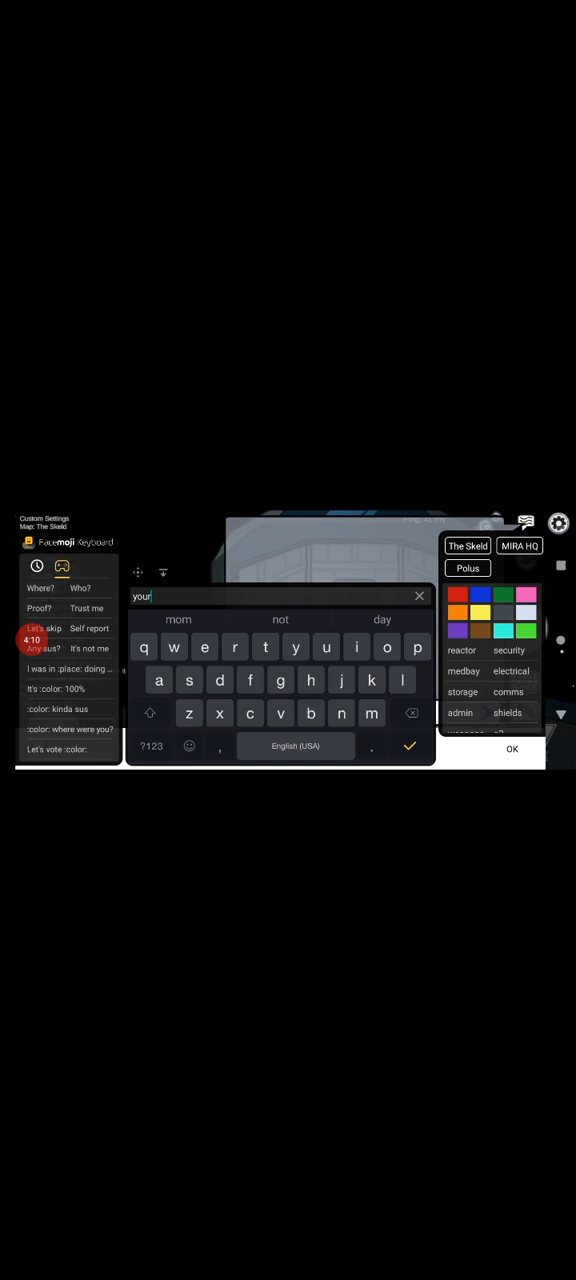 Custom Settings
Map: The Skeld
Facemoji Keyboard
Where? Who?
Proof? Trust me
Let's skip Self report
4:10
Any sus? It's not me
I was in :place: doing ...
It's :color: 100%
:color: kinda sus
:color: where were you?
Let's vote :color:
your
mom not day
q w e r t y u i o p
a s d f g h j k l
z x c v b n m
?123 , English (USA) .
The Skeld MIRA HQ
Polus
reactor security
medbay electrical
storage comms
admin shields
OK